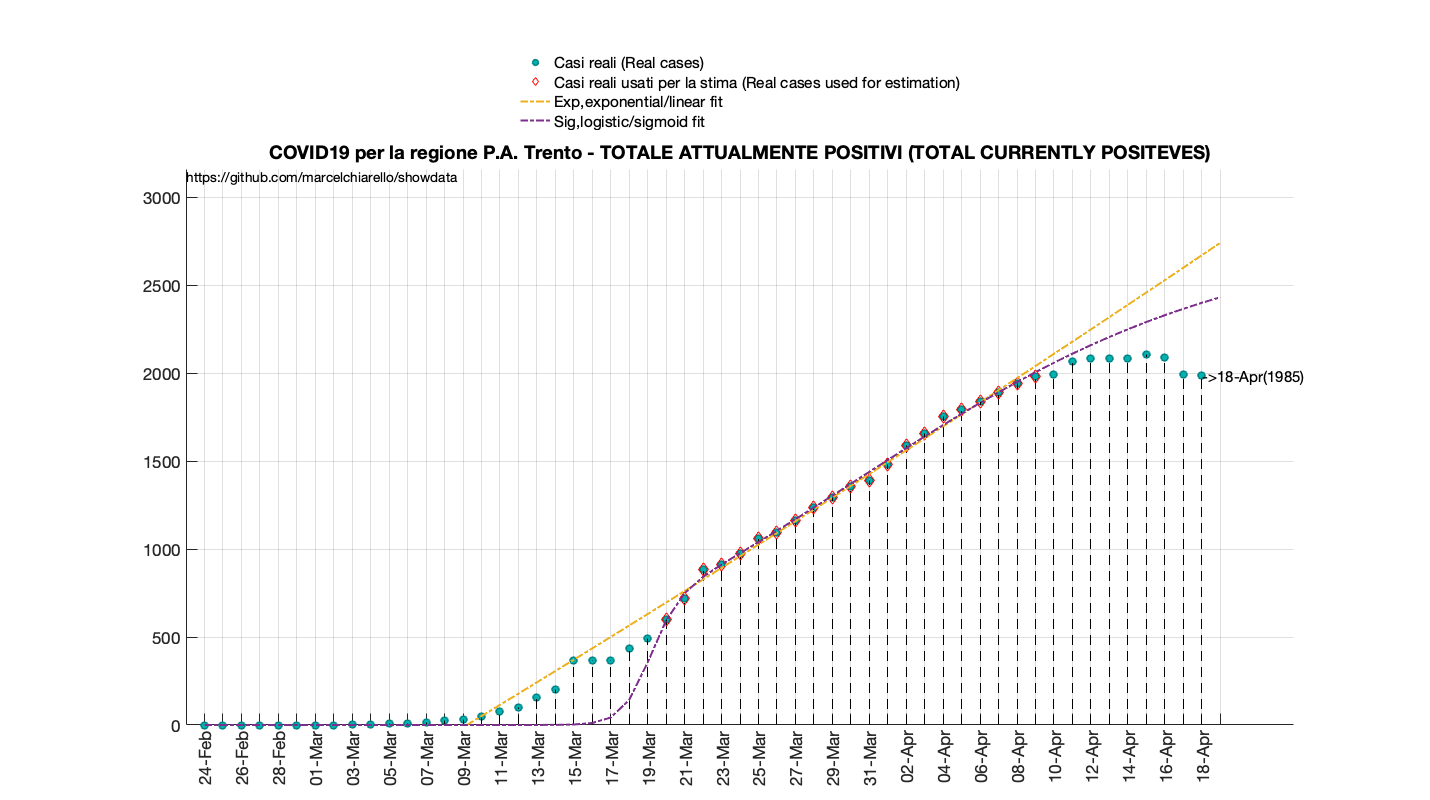 Casi reali (Real cases)
Casi reali usati per la stima (Real cases used for estimation)
Exp,exponential/linear fit
Sig,logistic/sigmoid fit
COVID19 per la regione P.A. Trento - TOTALE ATTUALMENTE POSITIVI (TOTAL CURRENTLY POSITEVES)
https://github.com/marcelchiarello/showdata
3000
2500
2000
1500
1000
500
0
->18-Apr(1985)
24-Feb
26-Feb
28-Feb
01-Mar
03-Mar
05-Mar
07-Mar
09-Mar
11-Mar
13-Mar
15-Mar
17-Mar
19-Mar
21-Mar
23-Mar
25-Mar
27-Mar
29-Mar
31-Mar
02-Apr
04-Apr
06-Apr
08-Apr
10-Apr
12-Apr
14-Apr
16-Apr
18-Apr